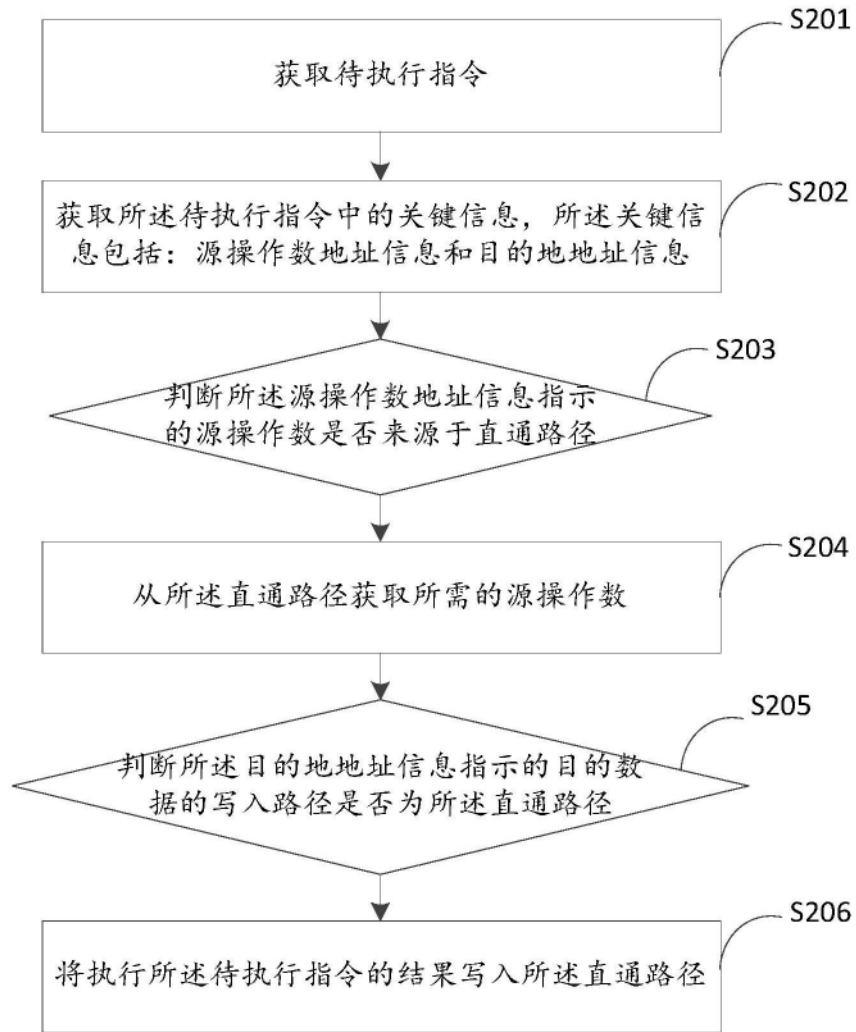 S201
获取待执行指令
S202
获取所述待执行指令中的关键信息，所述关键信
息包括：源操作数地址信息和目的地地址信息
S203
判断所述源操作数地址信息指示
的源操作数是否来源于直通路径
S204
从所述直通路径获取所需的源操作数
S205
判断所述目的地地址信息指示的目的数
据的写入路径是否为所述直通路径
S206
将执行所述待执行指令的结果写入所述直通路径